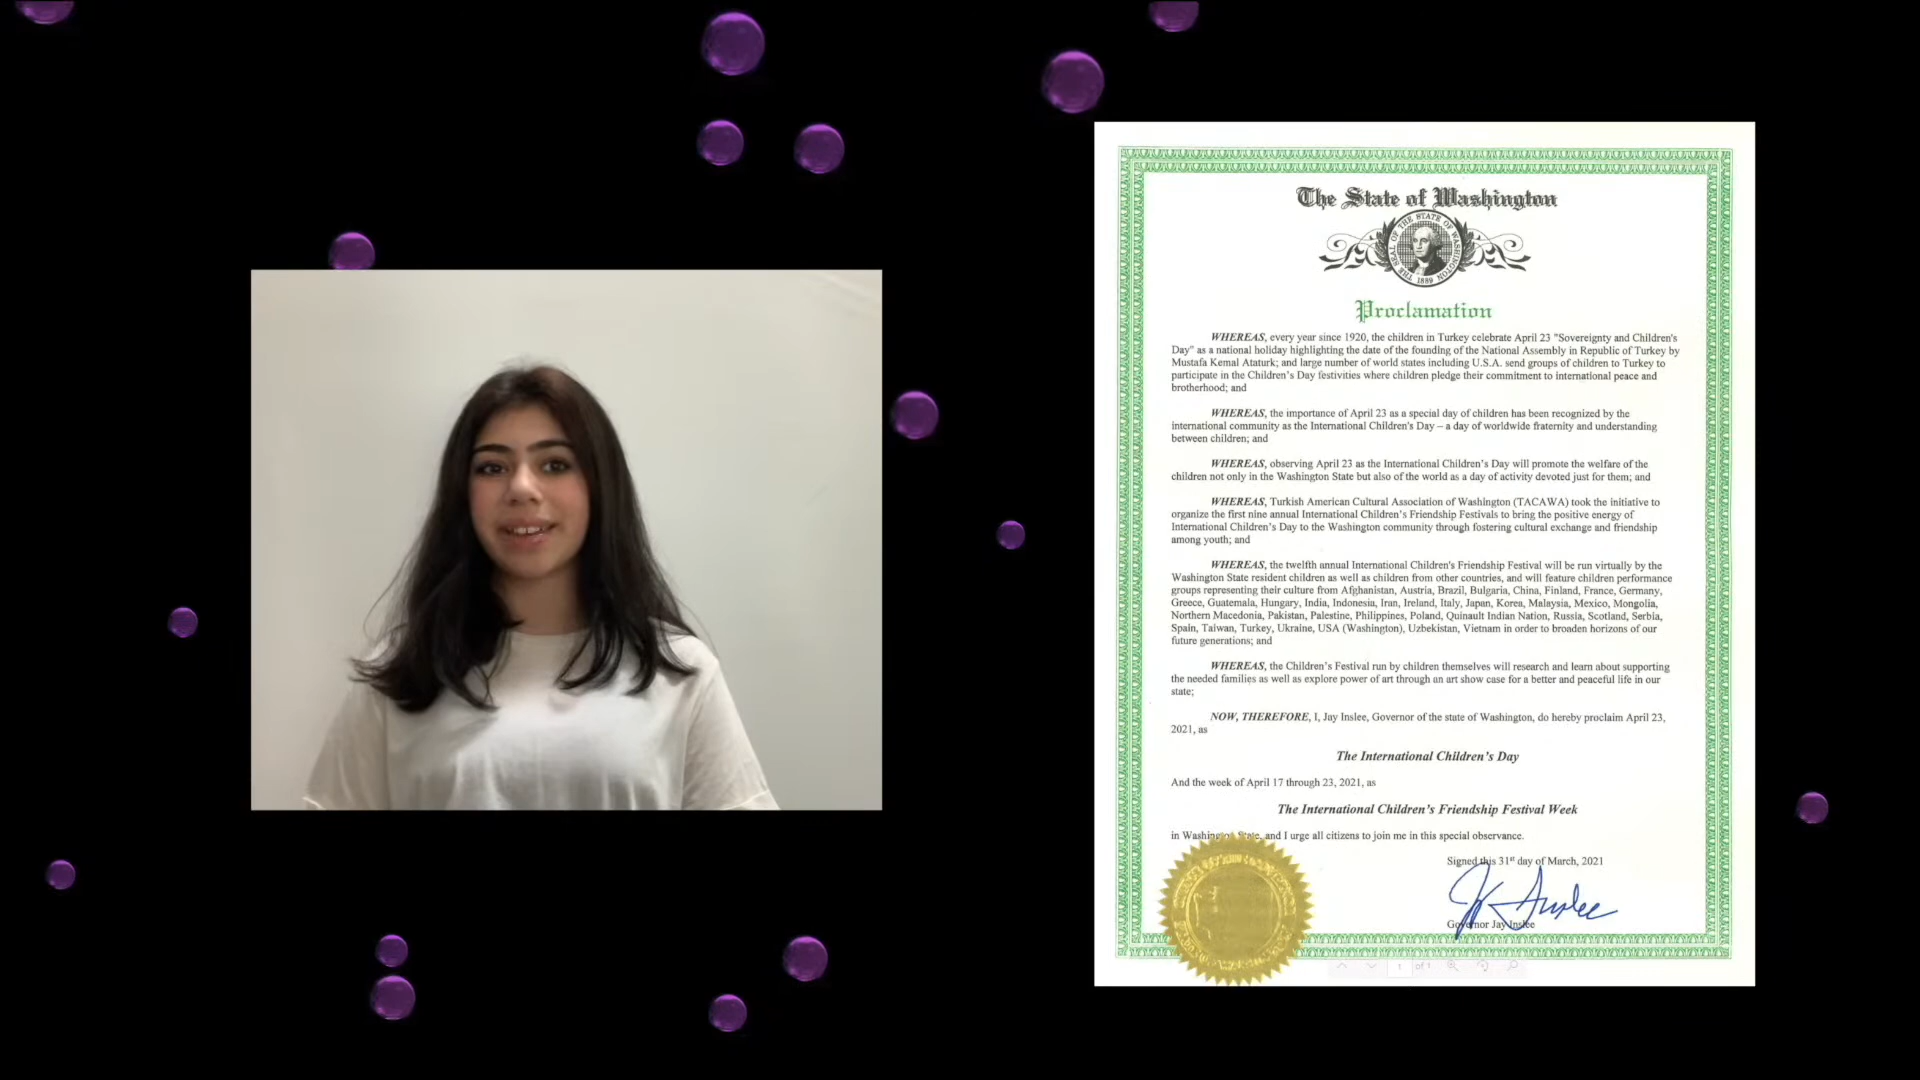 The State of Washington
THE SEAL OF THE STATE OF WASHINGTON
1889
Proclamation
WHEREAS, every year since 1920, the children in Turkey celebrate April 23 "Sovereignty and Children's
Day" as a national holiday highlighting the date of the founding of the National Assembly in Republic of Turkey by
Mustafa Kemal Ataturk; and large number of world states including U.S.A. send groups of children to Turkey to
participate in the Children's Day festivities where children pledge their commitment to international peace and
brotherhood; and
WHEREAS, the importance of April 23 as a special day of children has been recognized by the
international community as the International Children's Day – a day of worldwide fraternity and understanding
between children; and
WHEREAS, observing April 23 as the International Children's Day will promote the welfare of the
children not only in the Washington State but also of the world as a day of activity devoted just for them; and
WHEREAS, Turkish American Cultural Association of Washington (TACAWA) took the initiative to
organize the first nine annual International Children's Friendship Festivals to bring the positive energy of
International Children's Day to the Washington community through fostering cultural exchange and friendship
among youth; and
WHEREAS, the twelfth annual International Children's Friendship Festival will be run virtually by the
Washington State resident children as well as children from other countries, and will feature children performance
groups representing their culture from Afghanistan, Austria, Brazil, Bulgaria, China, Finland, France, Germany,
Greece, Guatemala, Hungary, India, Indonesia, Iran, Ireland, Italy, Japan, Korea, Malaysia, Mexico, Mongolia,
Northern Macedonia, Pakistan, Palestine, Philippines, Poland, Quinault Indian Nation, Russia, Scotland, Serbia,
Spain, Taiwan, Turkey, Ukraine, USA (Washington), Uzbekistan, Vietnam in order to broaden horizons of our
future generations; and
WHEREAS, the Children's Festival run by children themselves will research and learn about supporting
the needed families as well as explore power of art through an art show case for a better and peaceful life in our
state;
NOW, THEREFORE, I, Jay Inslee, Governor of the state of Washington, do hereby proclaim April 23,
2021, as
The International Children's Day
And the week of April 17 through 23, 2021, as
The International Children's Friendship Festival Week
in Washington State, and I urge all citizens to join me in this special observance.
Signed this 31st day of March, 2021
Jay Inslee
Governor Jay Inslee
1 of 1